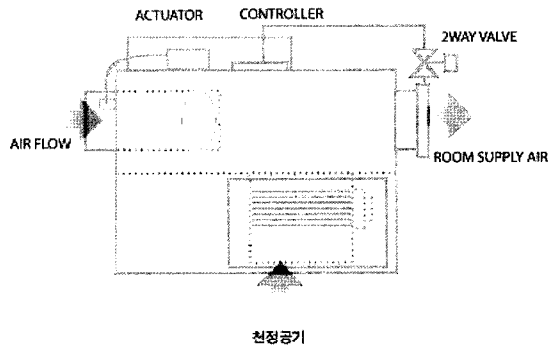 ACTUATOR CONTROLLER
2WAY VALVE
AIR FLOW
ROOM SUPPLY AIR
천정공기